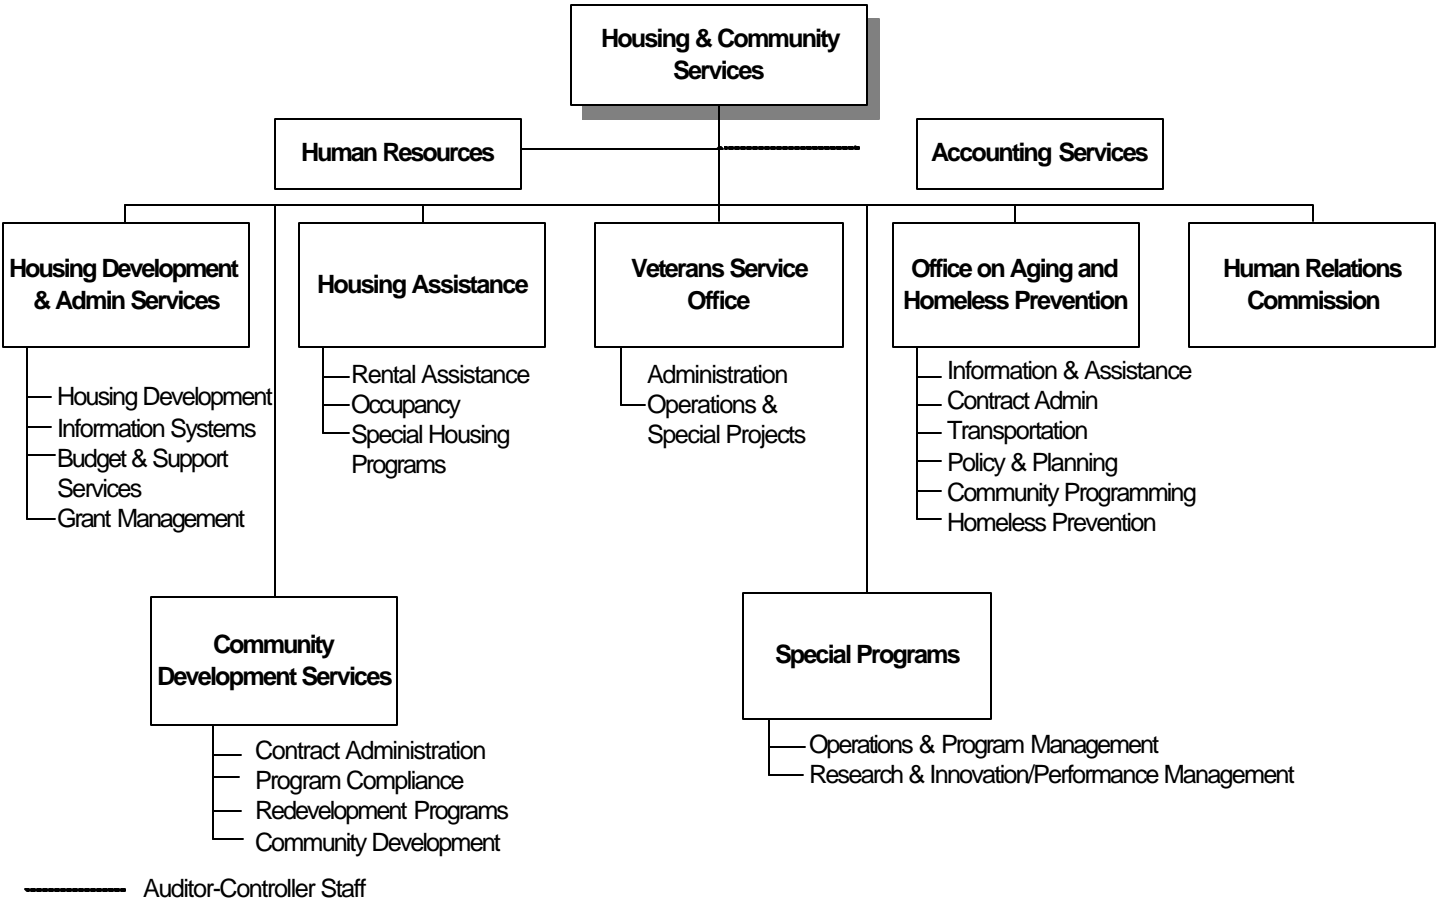 Housing & Community
Services
Human Resources
Accounting Services
Housing Development
& Admin Services
Housing Assistance
Veterans Service
Office
Office on Aging and
Homeless Prevention
Human Relations
Commission
Housing Development
Information Systems
Budget & Support
Services
Grant Management
Rental Assistance
Occupancy
Special Housing
Programs
Administration
Operations &
Special Projects
Information & Assistance
Contract Admin
Transportation
Policy & Planning
Community Programming
Homeless Prevention
Community
Development Services
Special Programs
Contract Administration
Program Compliance
Redevelopment Programs
Community Development
Operations & Program Management
Research & Innovation/Performance Management
Auditor-Controller Staff